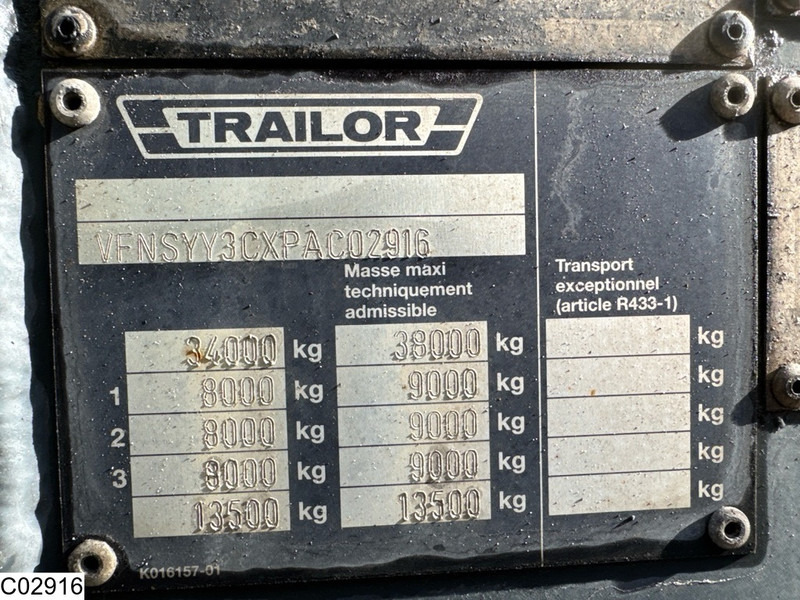 TRAILOR
VFNSYY3CXPAC02916
Masse maxi
techniquement
admissible
Transport
exceptionnel
(article R433-1)
34000 kg 38000 kg kg
1 8000 kg 9000 kg kg
2 8000 kg 9000 kg kg
3 8000 kg 9000 kg kg
13500 kg 13500 kg kg
K016157-01
C02916